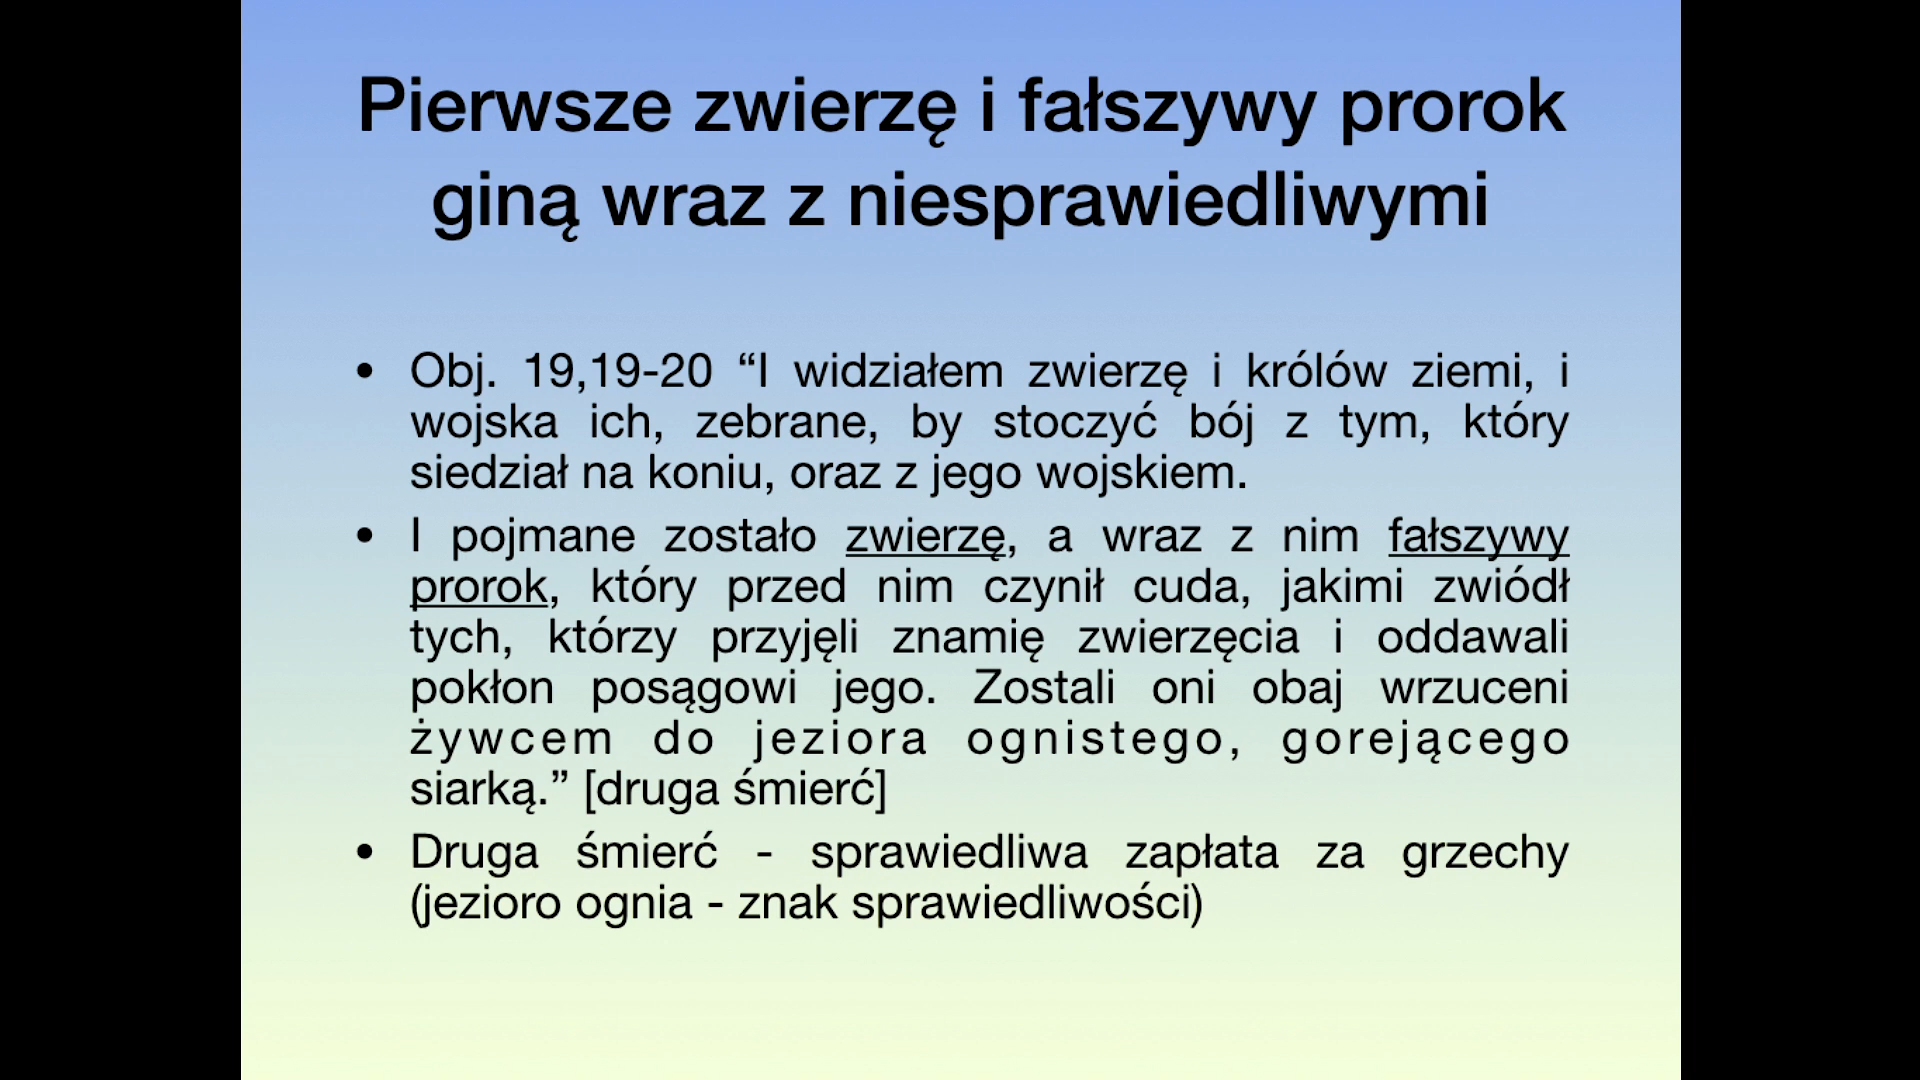 Pierwsze zwierzę i fałszywy prorok
giną wraz z niesprawiedliwymi
• Obj. 19,19-20 “I widziałem zwierzę i królów ziemi, i
wojska ich, zebrane, by stoczyć bój z tym, który
siedział na koniu, oraz z jego wojskiem.
• I pojmane zostało zwierzę, a wraz z nim fałszywy
prorok, który przed nim czynił cuda, jakimi zwiódł
tych, którzy przyjęli znamię zwierzęcia i oddawali
pokłon posągowi jego. Zostali oni obaj wrzuceni
żywcem do jeziora ognistego, gorejącego
siarką.” [druga śmierć]
• Druga śmierć - sprawiedliwa zapłata za grzechy
(jezioro ognia - znak sprawiedliwości)